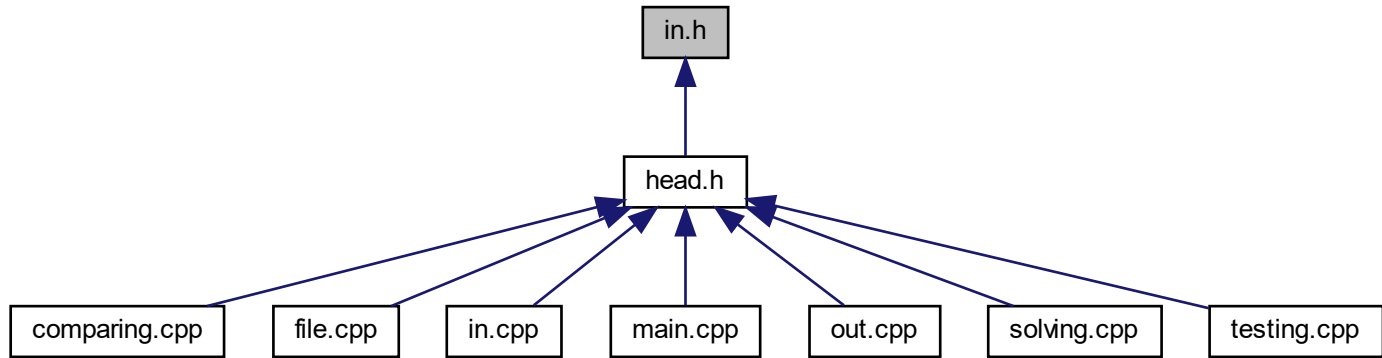 in.h
head.h
comparing.cpp
file.cpp
in.cpp
main.cpp
out.cpp
solving.cpp
testing.cpp